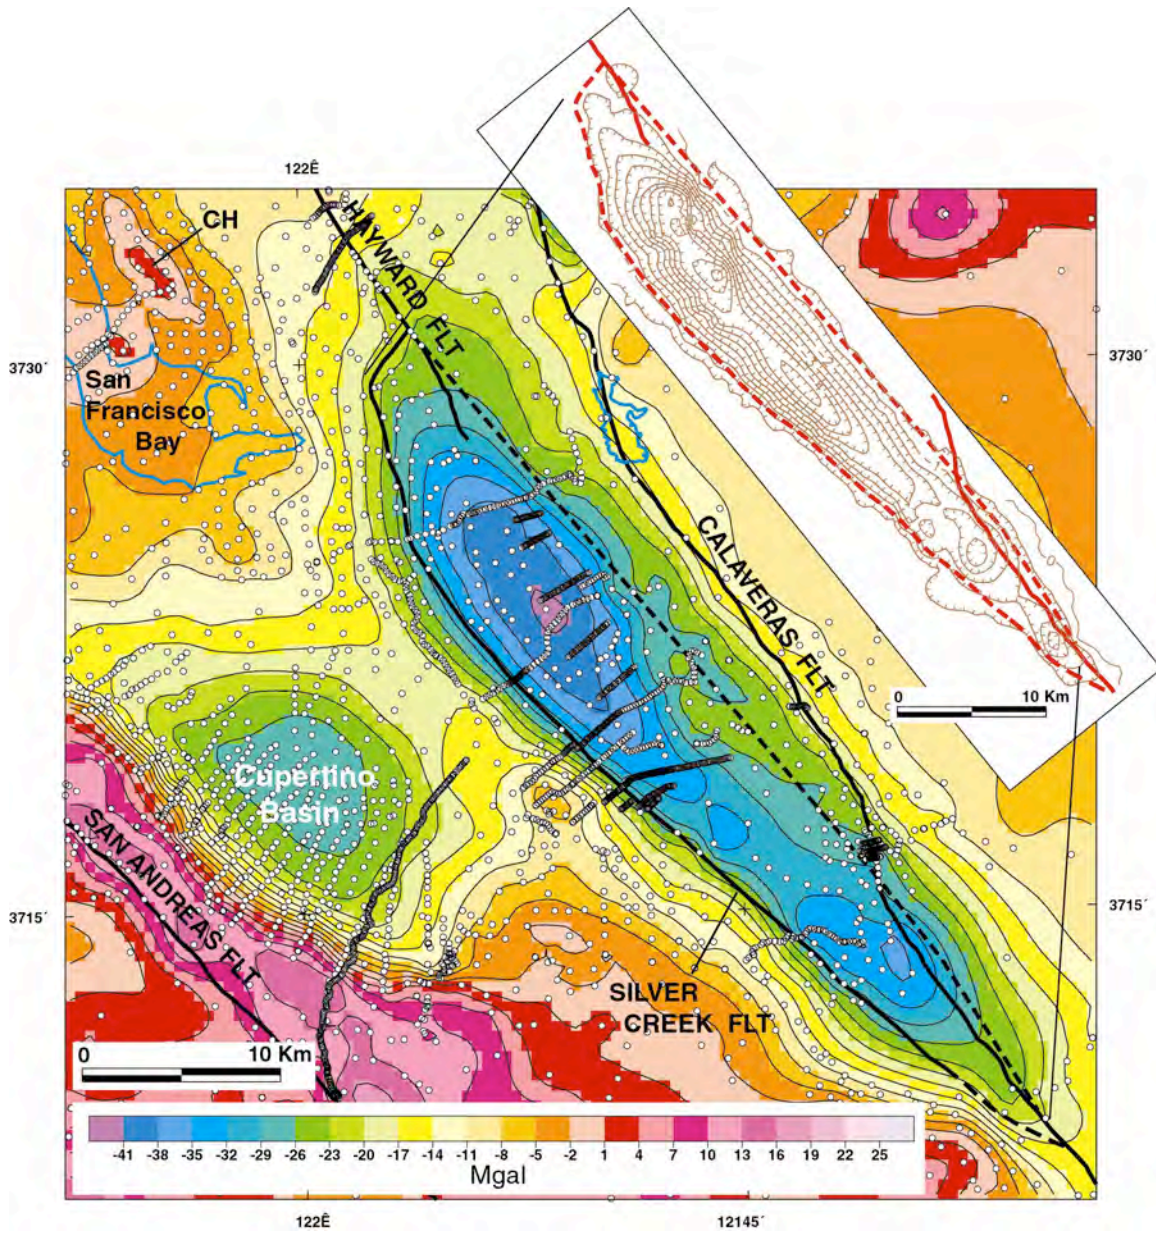 122Ê
CH
HAYWARD FLT
3730´
3730´
San
Francisco
Bay
CALAVERAS FLT
0 10 Km
Cupertino
Basin
SAN ANDREAS FLT
3715´
3715´
SILVER
CREEK FLT
0 10 Km
-41 -38 -35 -32 -29 -26 -23 -20 -17 -14 -11 -8 -5 -2 1 4 7 10 13 16 19 22 25
Mgal
122Ê
12145´